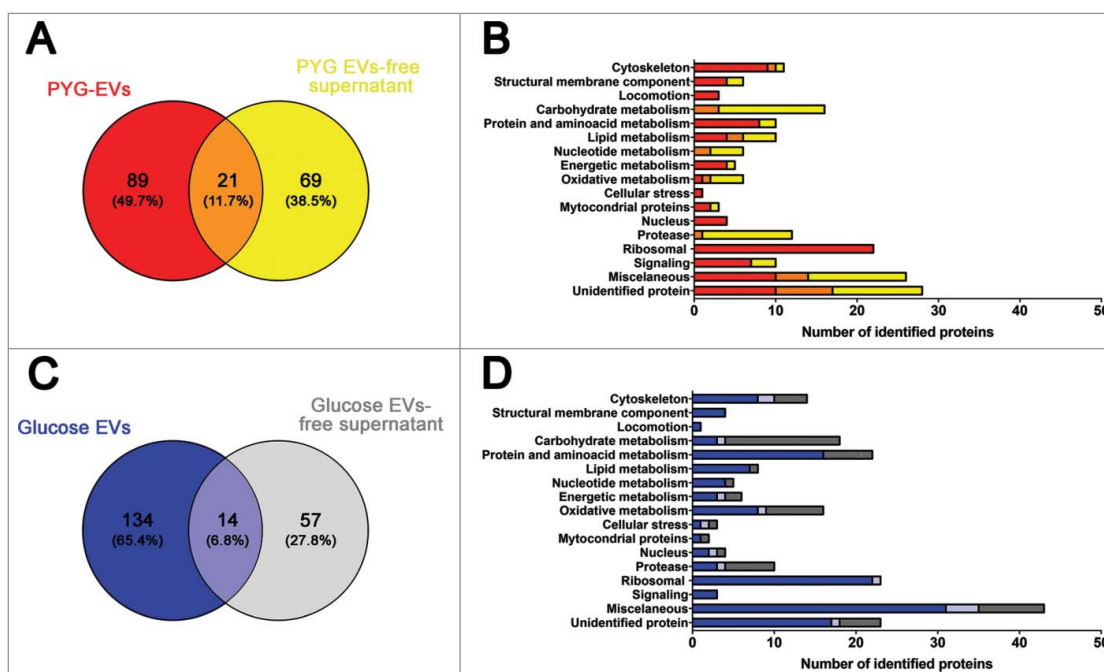 A
PYG-EVs
PYG EVs-free
supernatant
89
(49.7%)
21
(11.7%)
69
(38.5%)
B
Cytoskeleton
Structural membrane component
Locomotion
Carbohydrate metabolism
Protein and aminoacid metabolism
Lipid metabolism
Nucleotide metabolism
Energetic metabolism
Oxidative metabolism
Cellular stress
Mytocondrial proteins
Nucleus
Protease
Ribosomal
Signaling
Miscelaneous
Unidentified protein
0 10 20 30 40 50
Number of identified proteins
C
Glucose EVs
Glucose EVs-
free supernatant
134
(65.4%)
14
(6.8%)
57
(27.8%)
D
Cytoskeleton
Structural membrane component
Locomotion
Carbohydrate metabolism
Protein and aminoacid metabolism
Lipid metabolism
Nucleotide metabolism
Energetic metabolism
Oxidative metabolism
Cellular stress
Mytocondrial proteins
Nucleus
Protease
Ribosomal
Signaling
Miscelaneous
Unidentified protein
0 10 20 30 40 50
Number of identified proteins